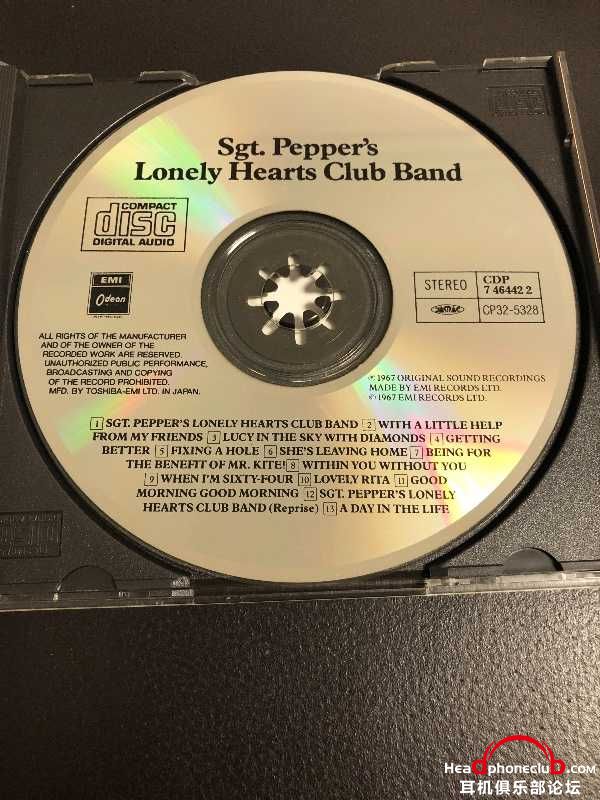 Sgt. Pepper's
Lonely Hearts Club Band
COMPACT
disc
DIGITAL AUDIO
EMI
Odeon
STEREO
CDP
7 46442 2
CP32-5328
ALL RIGHTS OF THE MANUFACTURER
AND OF THE OWNER OF THE
RECORDED WORK ARE RESERVED.
UNAUTHORIZED PUBLIC PERFORMANCE,
BROADCASTING AND COPYING
OF THE RECORD PROHIBITED.
MFD. BY TOSHIBA-EMI LTD. IN JAPAN.
℗ 1967 ORIGINAL SOUND RECORDINGS
MADE BY EMI RECORDS LTD.
© 1967 EMI RECORDS LTD.
1 SGT. PEPPER'S LONELY HEARTS CLUB BAND 2 WITH A LITTLE HELP
FROM MY FRIENDS 3 LUCY IN THE SKY WITH DIAMONDS 4 GETTING
BETTER 5 FIXING A HOLE 6 SHE'S LEAVING HOME 7 BEING FOR
THE BENEFIT OF MR. KITE! 8 WITHIN YOU WITHOUT YOU
9 WHEN I'M SIXTY-FOUR 10 LOVELY RITA 11 GOOD
MORNING GOOD MORNING 12 SGT. PEPPER'S LONELY
HEARTS CLUB BAND (Reprise) 13 A DAY IN THE LIFE
Headphoneclub.com
耳机俱乐部论坛